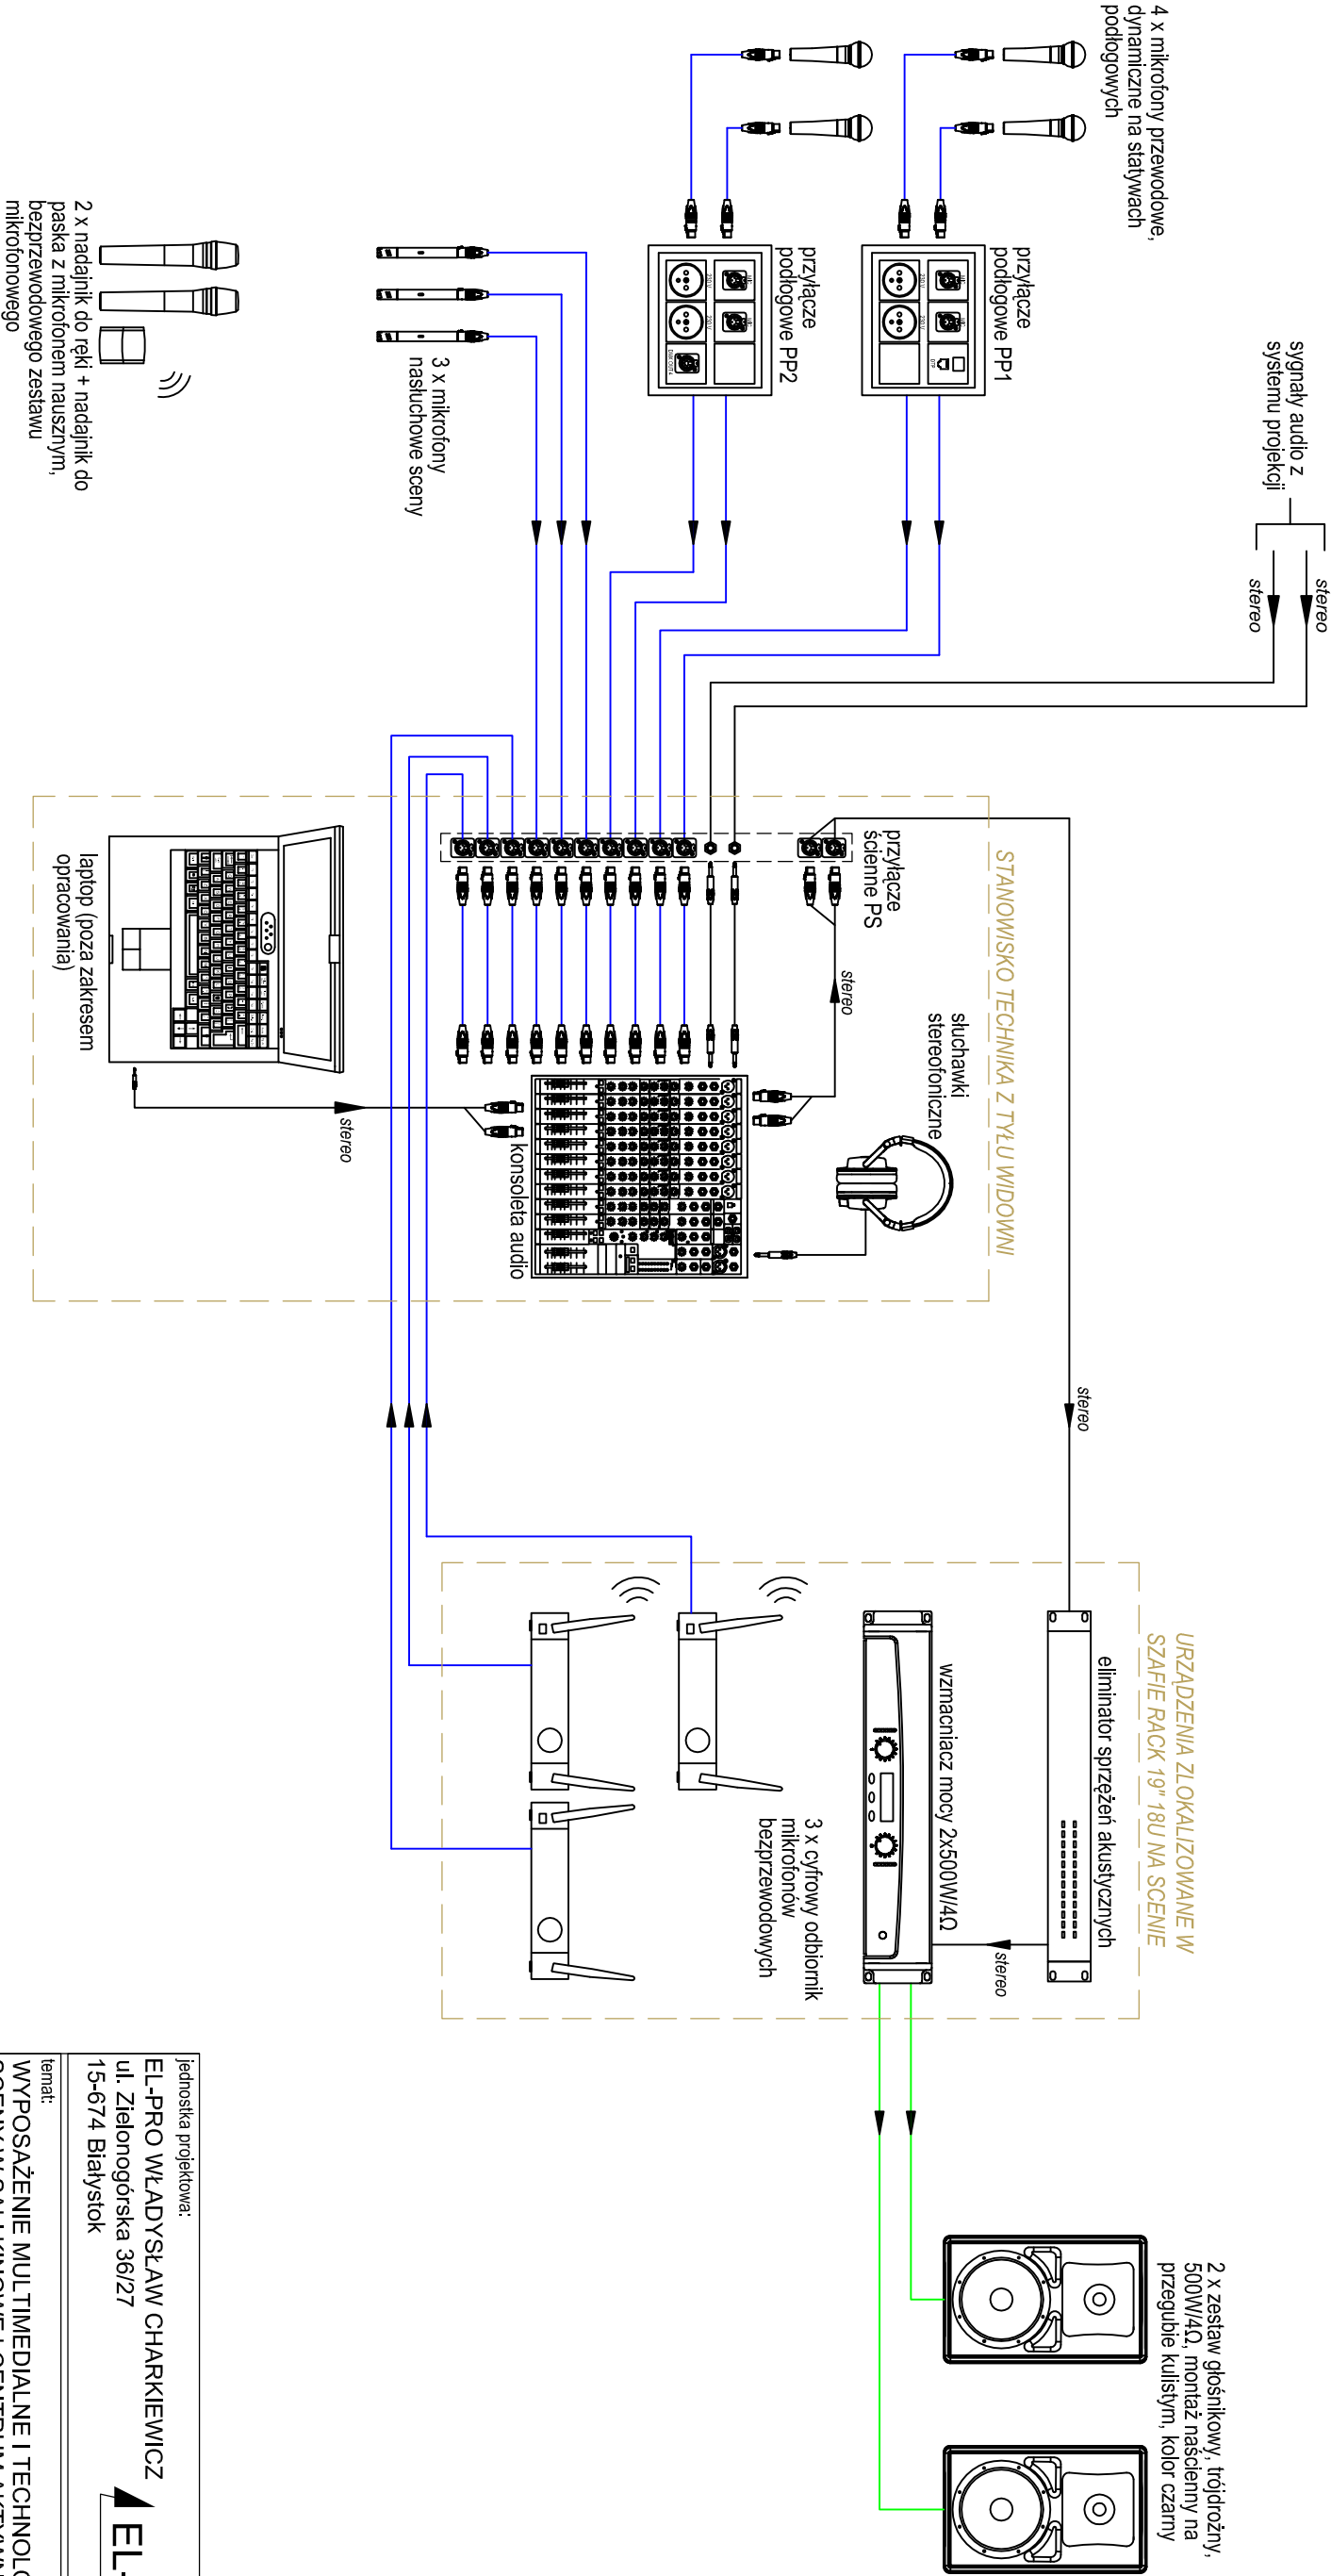 sygnały audio z
systemu projekcji
stereo
stereo
4 x mikrofony przewodowe,
dynamiczne na statywach
podłogowych
przyłącze
podłogowe PP1
przyłącze
podłogowe PP2
3 x mikrofony
nasłuchowe sceny
2 x nadajnik do ręki + nadajnik do
paska z mikrofonem nausznym,
bezprzewodowego zestawu
mikrofonowego
STANOWISKO TECHNIKA Z TYŁU WIDOWNI
przyłącze
ścienne PS
stereo
słuchawki
stereofoniczne
konsoleta audio
stereo
laptop (poza zakresem
opracowania)
stereo
URZĄDZENIA ZLOKALIZOWANE W
SZAFIE RACK 19" 18U NA SCENIE
eliminator sprzężeń akustycznych
stereo
wzmacniacz mocy 2x500W/4Ω
3 x cyfrowy odbiornik
mikrofonów
bezprzewodowych
2 x zestaw głośnikowy, trójdrożny,
500W/4Ω, montaż naścienny na
przegubie kulistym, kolor czarny
jednostka projektowa:
EL-PRO WŁADYSŁAW CHARKIEWICZ
ul. Zielonogórska 36/27
15-674 Białystok
EL-
temat:
WYPOSAŻENIE MULTIMEDIALNE I TECHNOLO